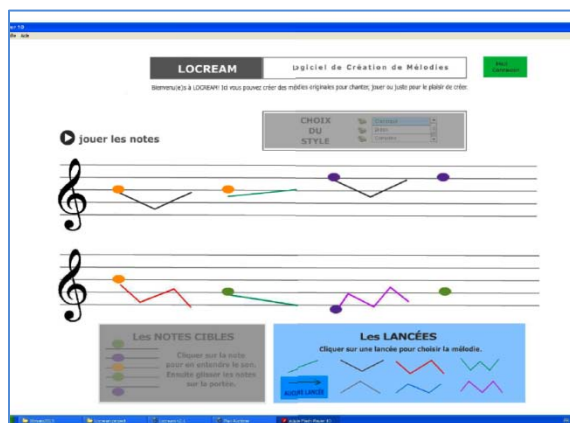 Aide
LOCREAM
Logiciel de Création de Mélodies
Bienvenu(e)s à LOCREAM! Ici vous pouvez créer des mélodies originales pour chanter, jouer ou juste pour le plaisir de créer.
jouer les notes
CHOIX
DU
STYLE
Les NOTES CIBLES
Cliquer sur la note
pour en entendre le son.
Ensuite glisser les notes
sur la portée.
Les LANCÉES
Cliquer sur une lancée pour choisir la mélodie.
AUCUNE LANCÉE